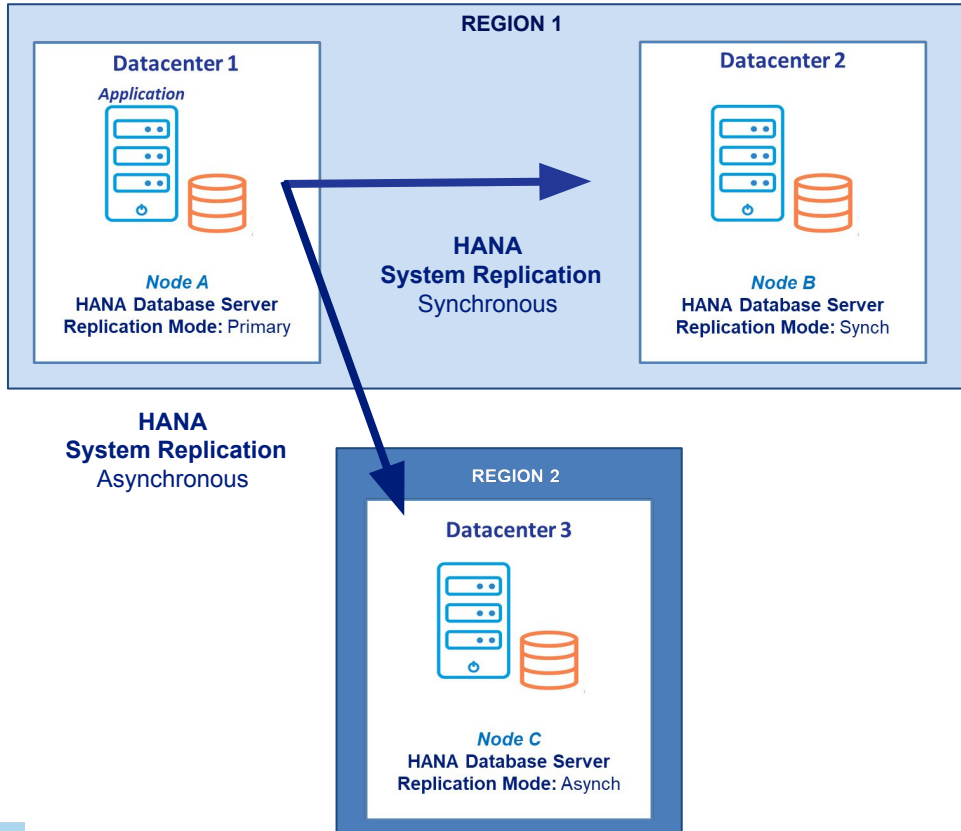 REGION 1
Datacenter 1
Application
Node A
HANA Database Server
Replication Mode: Primary
HANA
System Replication
Synchronous
Datacenter 2
Node B
HANA Database Server
Replication Mode: Synch
HANA
System Replication
Asynchronous
REGION 2
Datacenter 3
Node C
HANA Database Server
Replication Mode: Asynch